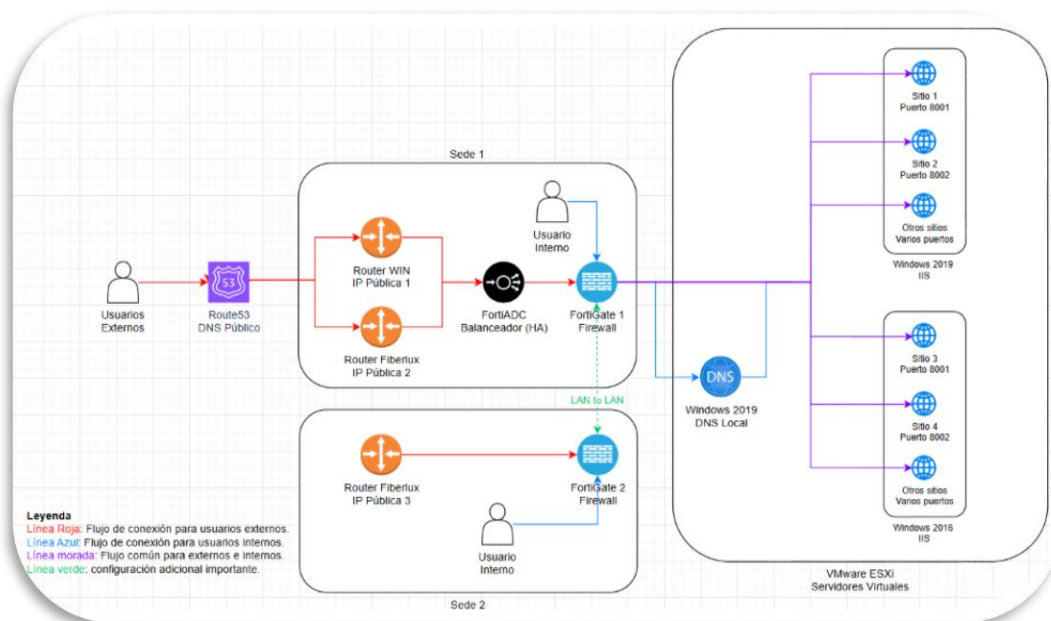 Sede 1
Usuarios
Externos
53
Route53
DNS Público
Router WIN
IP Pública 1
Router Fiberlux
IP Pública 2
FortiADC
Balanceador (HA)
Usuario
Interno
FortiGate 1
Firewall
LAN to LAN
Router Fiberlux
IP Pública 3
FortiGate 2
Firewall
Usuario
Interno
Sede 2
DNS
Windows 2019
DNS Local
Sitio 1
Puerto 8001
Sitio 2
Puerto 8002
Otros sitios
Varios puertos
Windows 2019
IIS
Sitio 3
Puerto 8001
Sitio 4
Puerto 8002
Otros sitios
Varios puertos
Windows 2016
IIS
VMware ESXi
Servidores Virtuales
Leyenda
Línea Roja: Flujo de conexión para usuarios externos.
Línea Azut: Flujo de conexión para usuarios internos.
Línea morada: Flujo común para externos e internos.
Línea verde: configuración adicional importante.